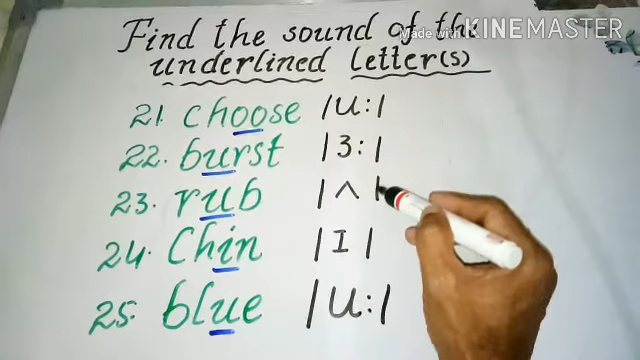 Find the sound of the
Made with KINEMASTER
underlined letter(s)
21. choose /u:/
22. burst /3:/
23. rub /ʌ/
24. Chin /I/
25. blue /u:/